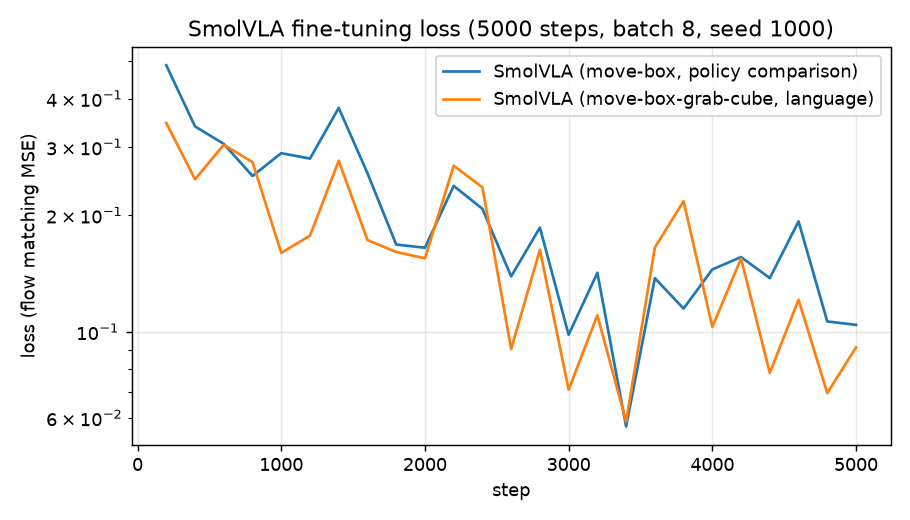 SmolVLA fine-tuning loss (5000 steps, batch 8, seed 1000)
SmolVLA (move-box, policy comparison)
SmolVLA (move-box-grab-cube, language)
loss (flow matching MSE)
4 × 10⁻¹
3 × 10⁻¹
2 × 10⁻¹
10⁻¹
6 × 10⁻²
0 1000 2000 3000 4000 5000
step